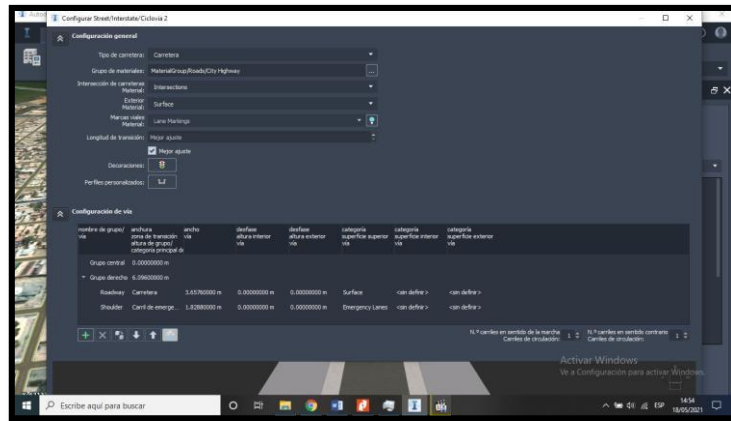 Configurar Street/Interstate/Ciclovia 2
Configuración general
Tipo de carretera: Carretera
Grupo de materiales: MaterialGroup/Roads/City Highway
Intersección de carreteras Material: Intersections
Exterior Material: Surface
Marcas viales Material: Lane Markings
Longitud de transición: Mejor ajuste
Mejor ajuste
Decoraciones:
Perfiles personalizados:
Configuración de vía
nombre de grupo/ vía
anchura zona de transición altura de grupo/ categoría principal de
ancho vía
desfase altura interior vía
desfase altura exterior vía
categoría superficie superior vía
categoría superficie interior vía
categoría superficie exterior vía
Grupo central 0.00000000 m
Grupo derecho 6.09600000 m
Roadway Carretera 3.65760000 m 0.00000000 m 0.00000000 m Surface <sin definir> <sin definir>
Shoulder Carril de emerge... 1.82880000 m 0.00000000 m 0.00000000 m Emergency Lanes <sin definir> <sin definir>
N.º carriles en sentido de la marcha Carriles de circulación: 1
N.º carriles en sentido contrario Carriles de circulación: 1
Activar Windows
Ve a Configuración para activar Windows.
Escribe aquí para buscar
ESP
14:54
18/05/2021